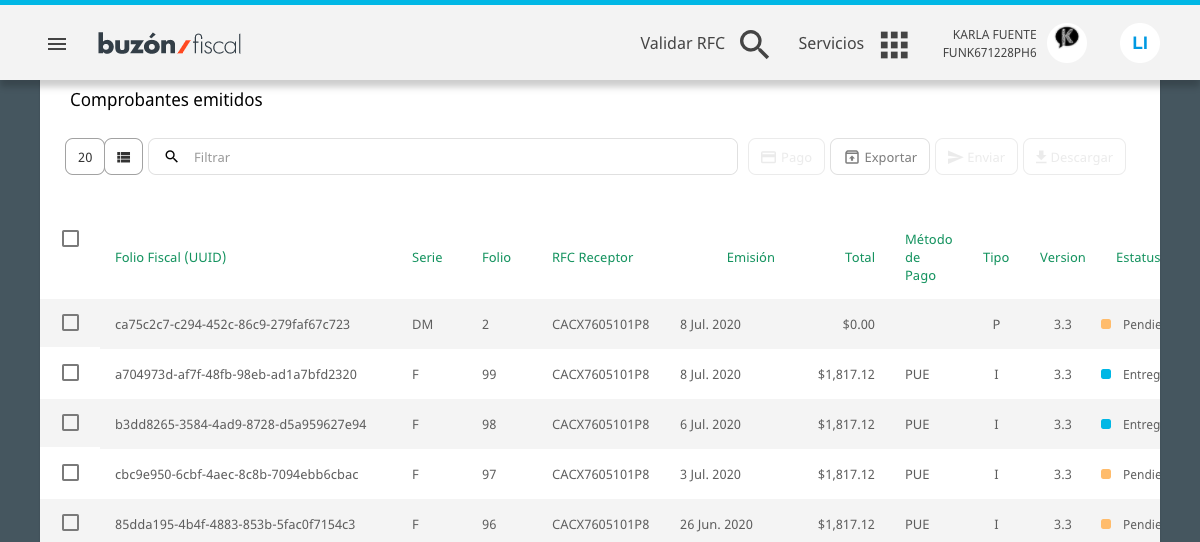 buzón/fiscal
Validar RFC
Servicios
KARLA FUENTE
FUNK671228PH6
K
LI
Comprobantes emitidos
20
Filtrar
Pago
Exportar
Enviar
Descargar
Folio Fiscal (UUID) Serie Folio RFC Receptor Emisión Total Método de Pago Tipo Version Estatus
ca75c2c7-c294-452c-86c9-279faf67c723 DM 2 CACX7605101P8 8 Jul. 2020 $0.00 P 3.3 Pendie
a704973d-af7f-48fb-98eb-ad1a7bfd2320 F 99 CACX7605101P8 8 Jul. 2020 $1,817.12 PUE I 3.3 Entreg
b3dd8265-3584-4ad9-8728-d5a959627e94 F 98 CACX7605101P8 6 Jul. 2020 $1,817.12 PUE I 3.3 Entreg
cbc9e950-6cbf-4aec-8c8b-7094ebb6cbac F 97 CACX7605101P8 3 Jul. 2020 $1,817.12 PUE I 3.3 Pendie
85dda195-4b4f-4883-853b-5fac0f7154c3 F 96 CACX7605101P8 26 Jun. 2020 $1,817.12 PUE I 3.3 Pendie